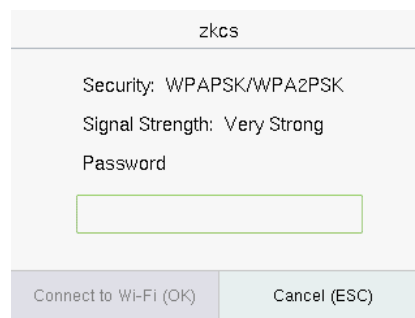 zkcs
Security: WPAPSK/WPA2PSK
Signal Strength: Very Strong
Password
Connect to Wi-Fi (OK) Cancel (ESC)